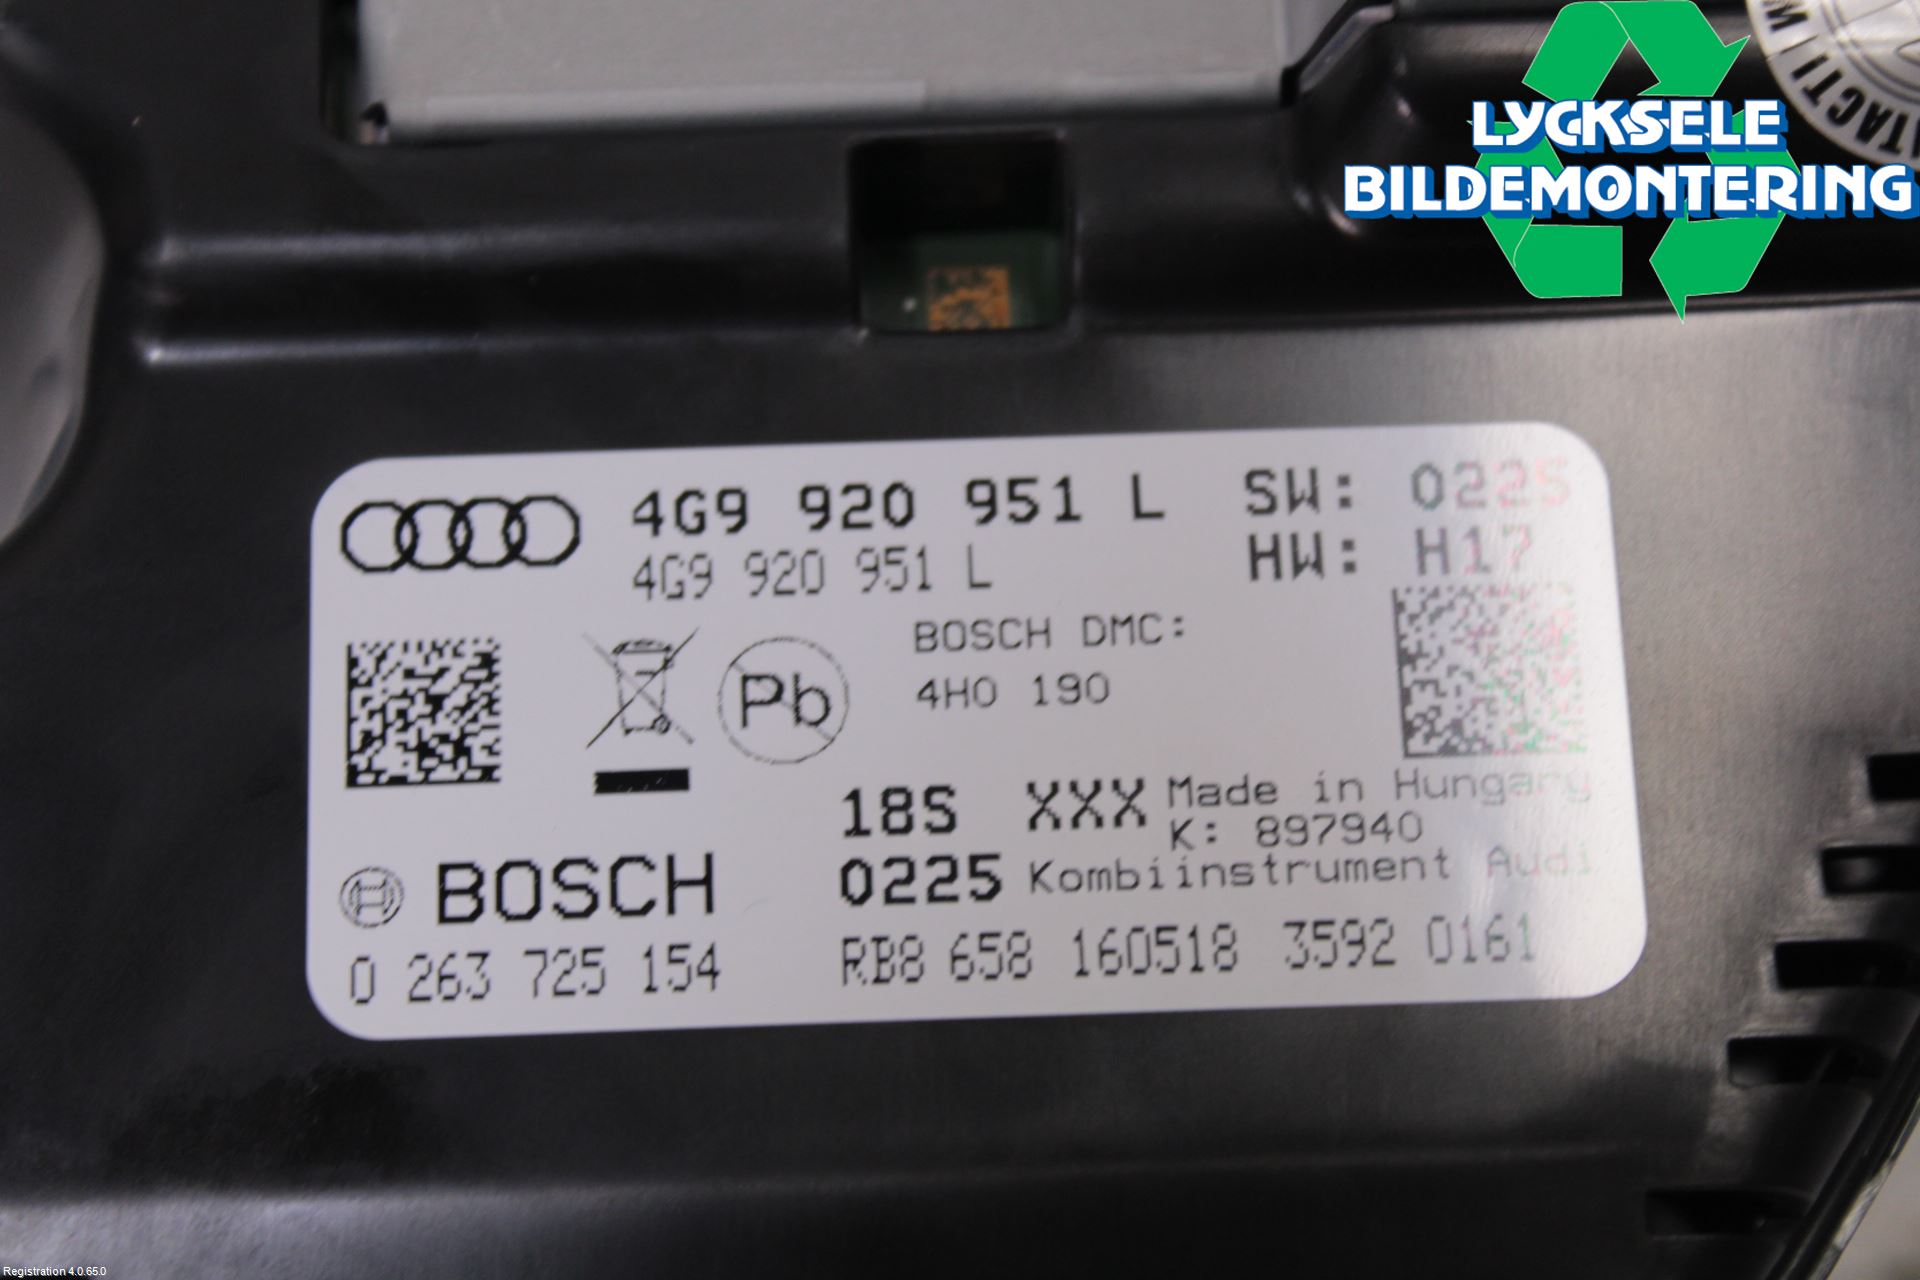 LYCKSELE
BILDEMONTERING
4G9 920 951 L SW: 0225
4G9 920 951 L HW: H17
BOSCH DMC:
4H0 190
Pb
18S XXX Made in Hungary
K: 897940
BOSCH 0225 Kombiinstrument Audi
0 263 725 154 RB8 658 160518 3592 0161
Registration 4.0.65.0